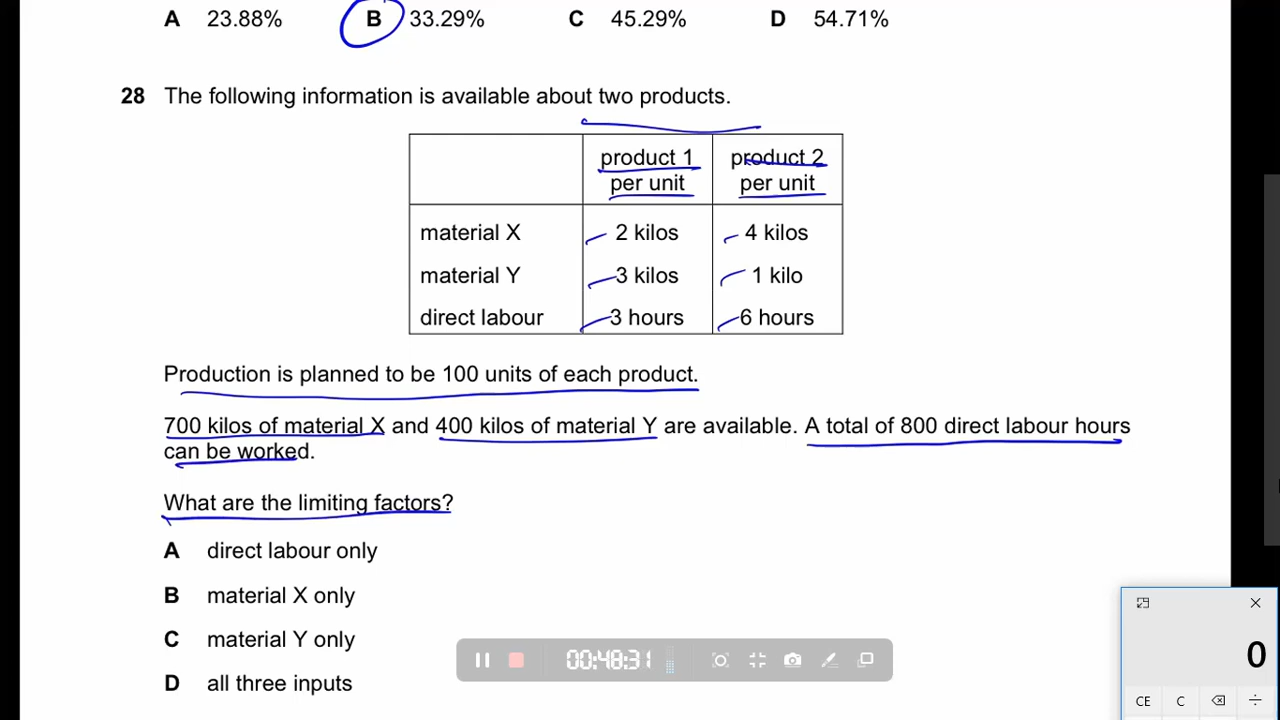 A 23.88% B 33.29% C 45.29% D 54.71%
28 The following information is available about two products.
product 1 per unit product 2 per unit
material X 2 kilos 4 kilos
material Y 3 kilos 1 kilo
direct labour 3 hours 6 hours
Production is planned to be 100 units of each product.
700 kilos of material X and 400 kilos of material Y are available. A total of 800 direct labour hours
can be worked.
What are the limiting factors?
A direct labour only
B material X only
C material Y only
D all three inputs
00:48:31
0
CE C ÷